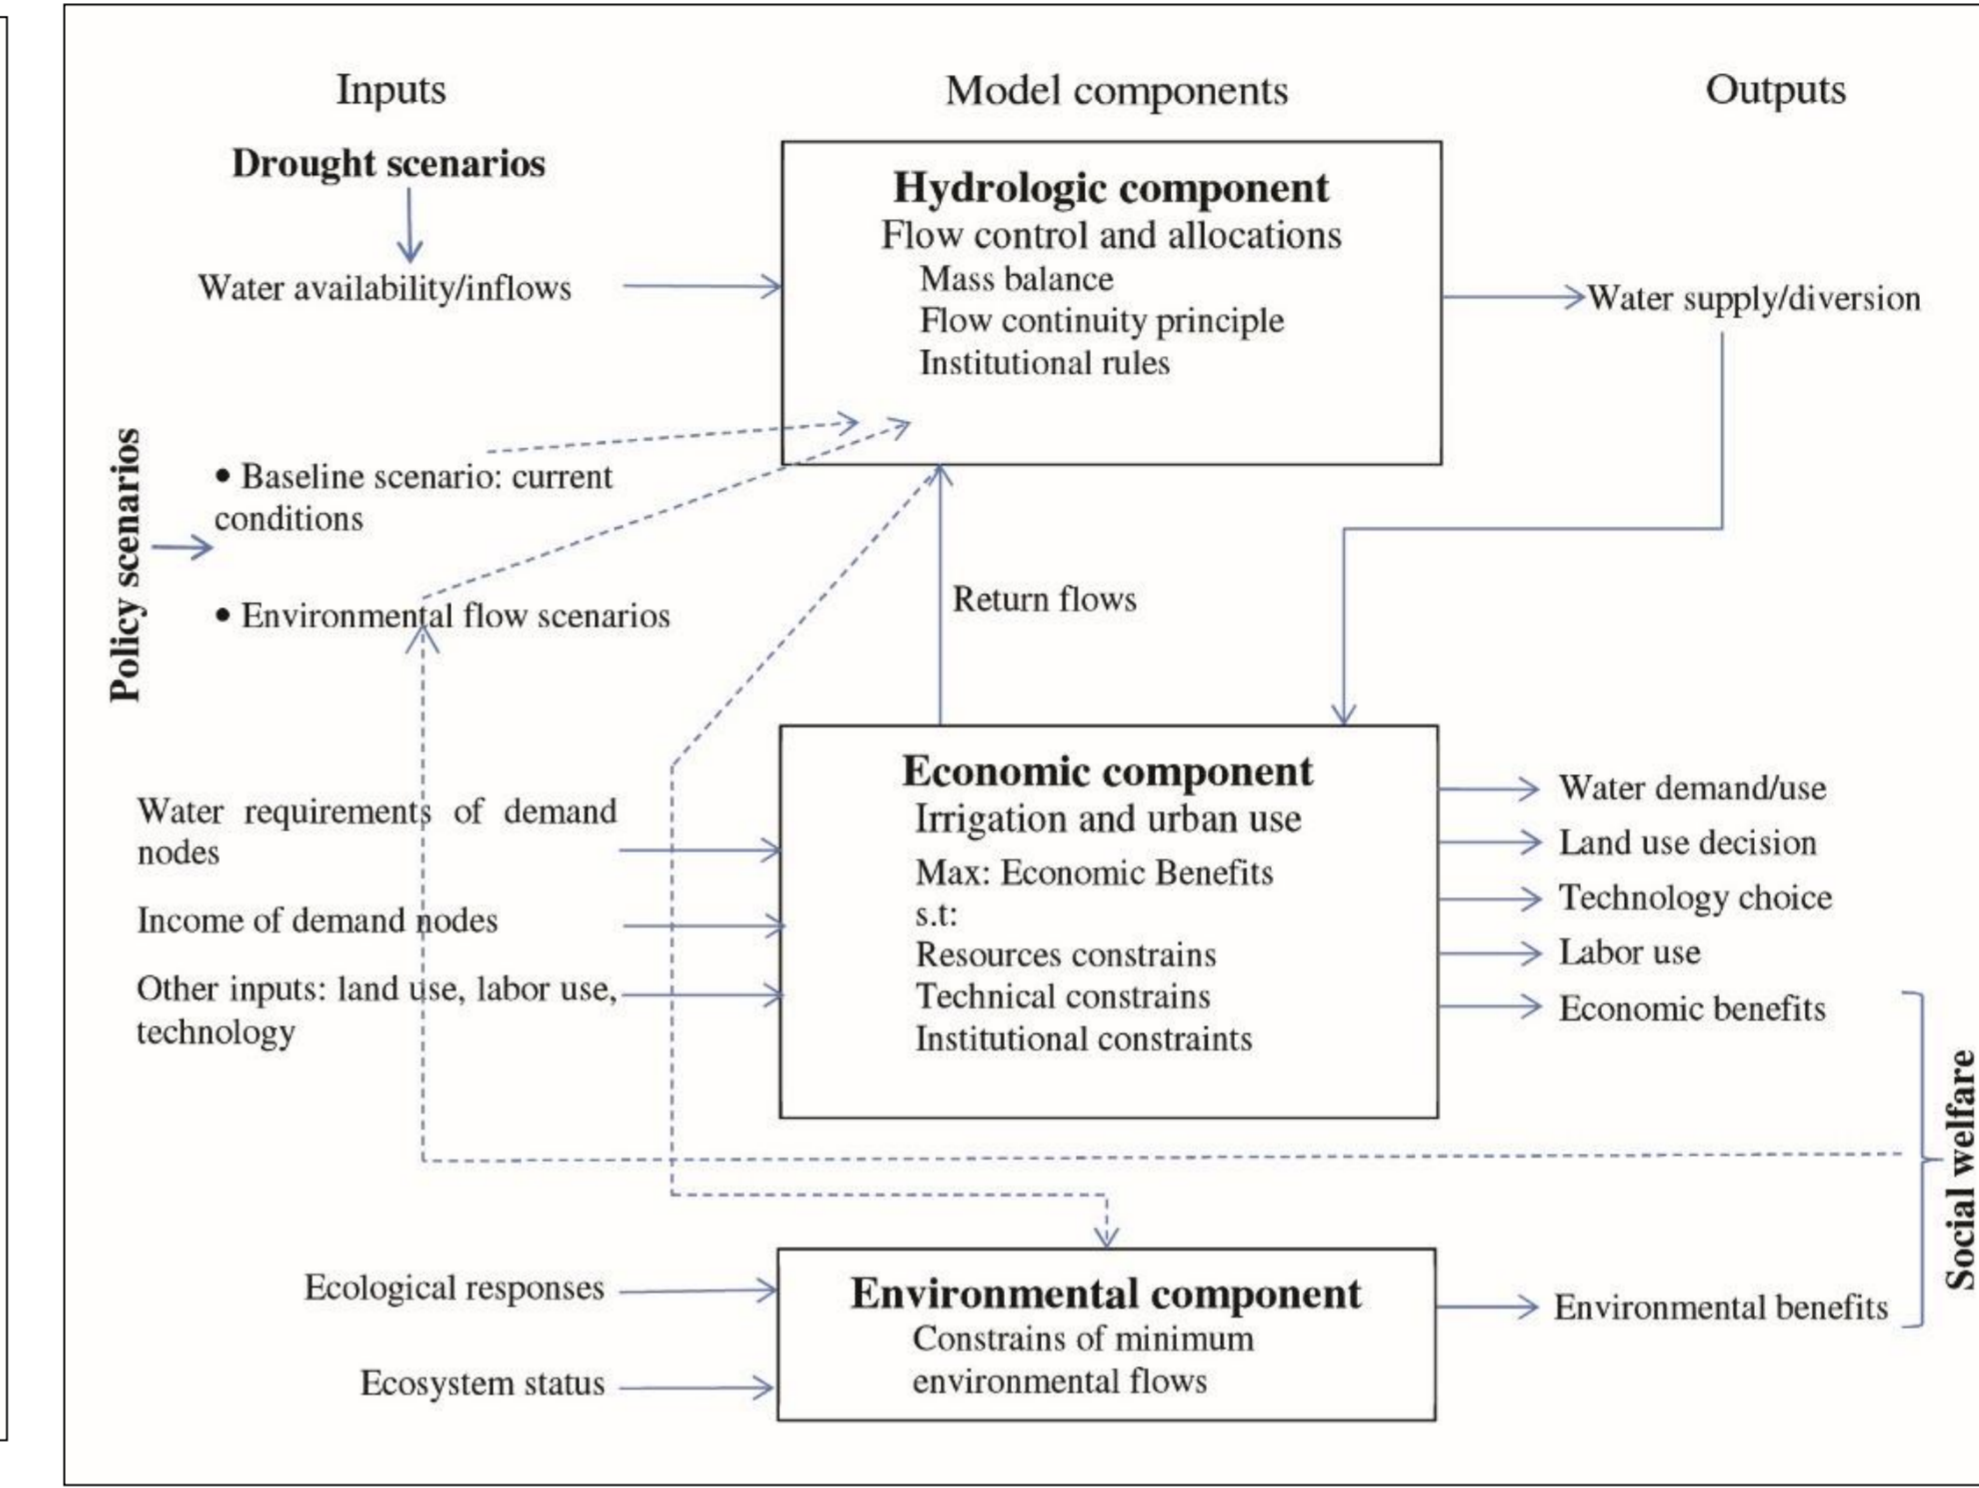 Inputs
Model components
Outputs
Drought scenarios
Water availability/inflows
Hydrologic component
Flow control and allocations
Mass balance
Flow continuity principle
Institutional rules
Water supply/diversion
Policy scenarios
• Baseline scenario: current
conditions
• Environmental flow scenarios
Return flows
Water requirements of demand
nodes
Income of demand nodes
Other inputs: land use, labor use,
technology
Economic component
Irrigation and urban use
Max: Economic Benefits
s.t:
Resources constrains
Technical constrains
Institutional constraints
Water demand/use
Land use decision
Technology choice
Labor use
Economic benefits
Social welfare
Ecological responses
Ecosystem status
Environmental component
Constrains of minimum
environmental flows
Environmental benefits